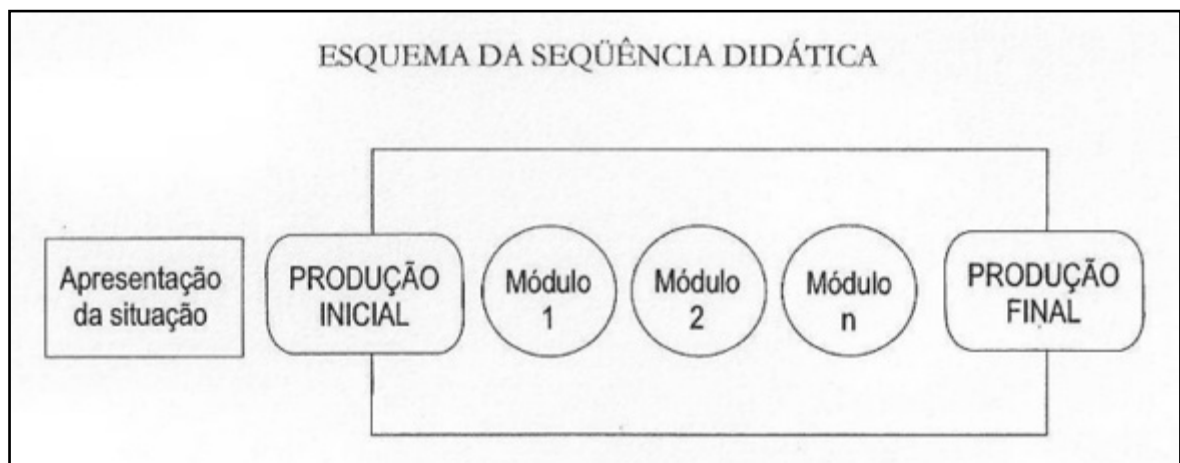 ESQUEMA DA SEQÜÊNCIA DIDÁTICA
Apresentação
da situação
PRODUÇÃO
INICIAL
Módulo
1
Módulo
2
Módulo
n
PRODUÇÃO
FINAL